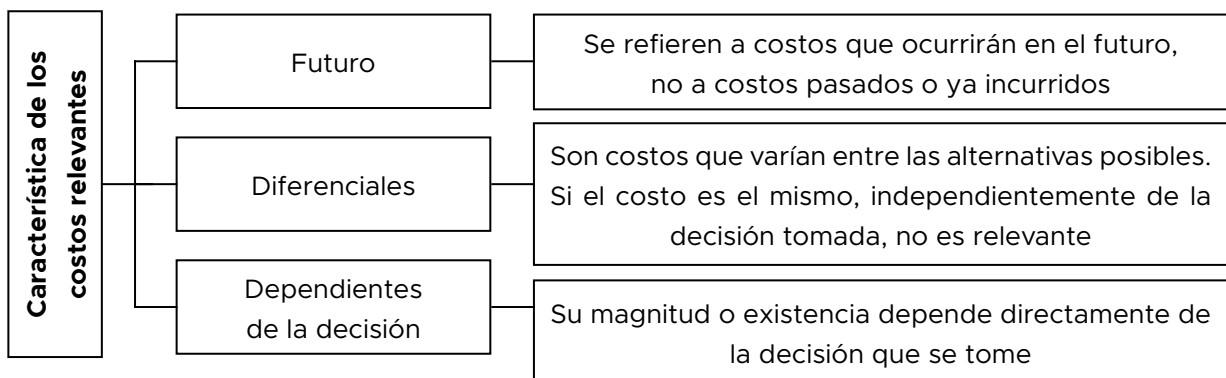 Característica de los
costos relevantes
Futuro
Se refieren a costos que ocurrirán en el futuro,
no a costos pasados o ya incurridos
Diferenciales
Son costos que varían entre las alternativas posibles.
Si el costo es el mismo, independientemente de la
decisión tomada, no es relevante
Dependientes
de la decisión
Su magnitud o existencia depende directamente de
la decisión que se tome